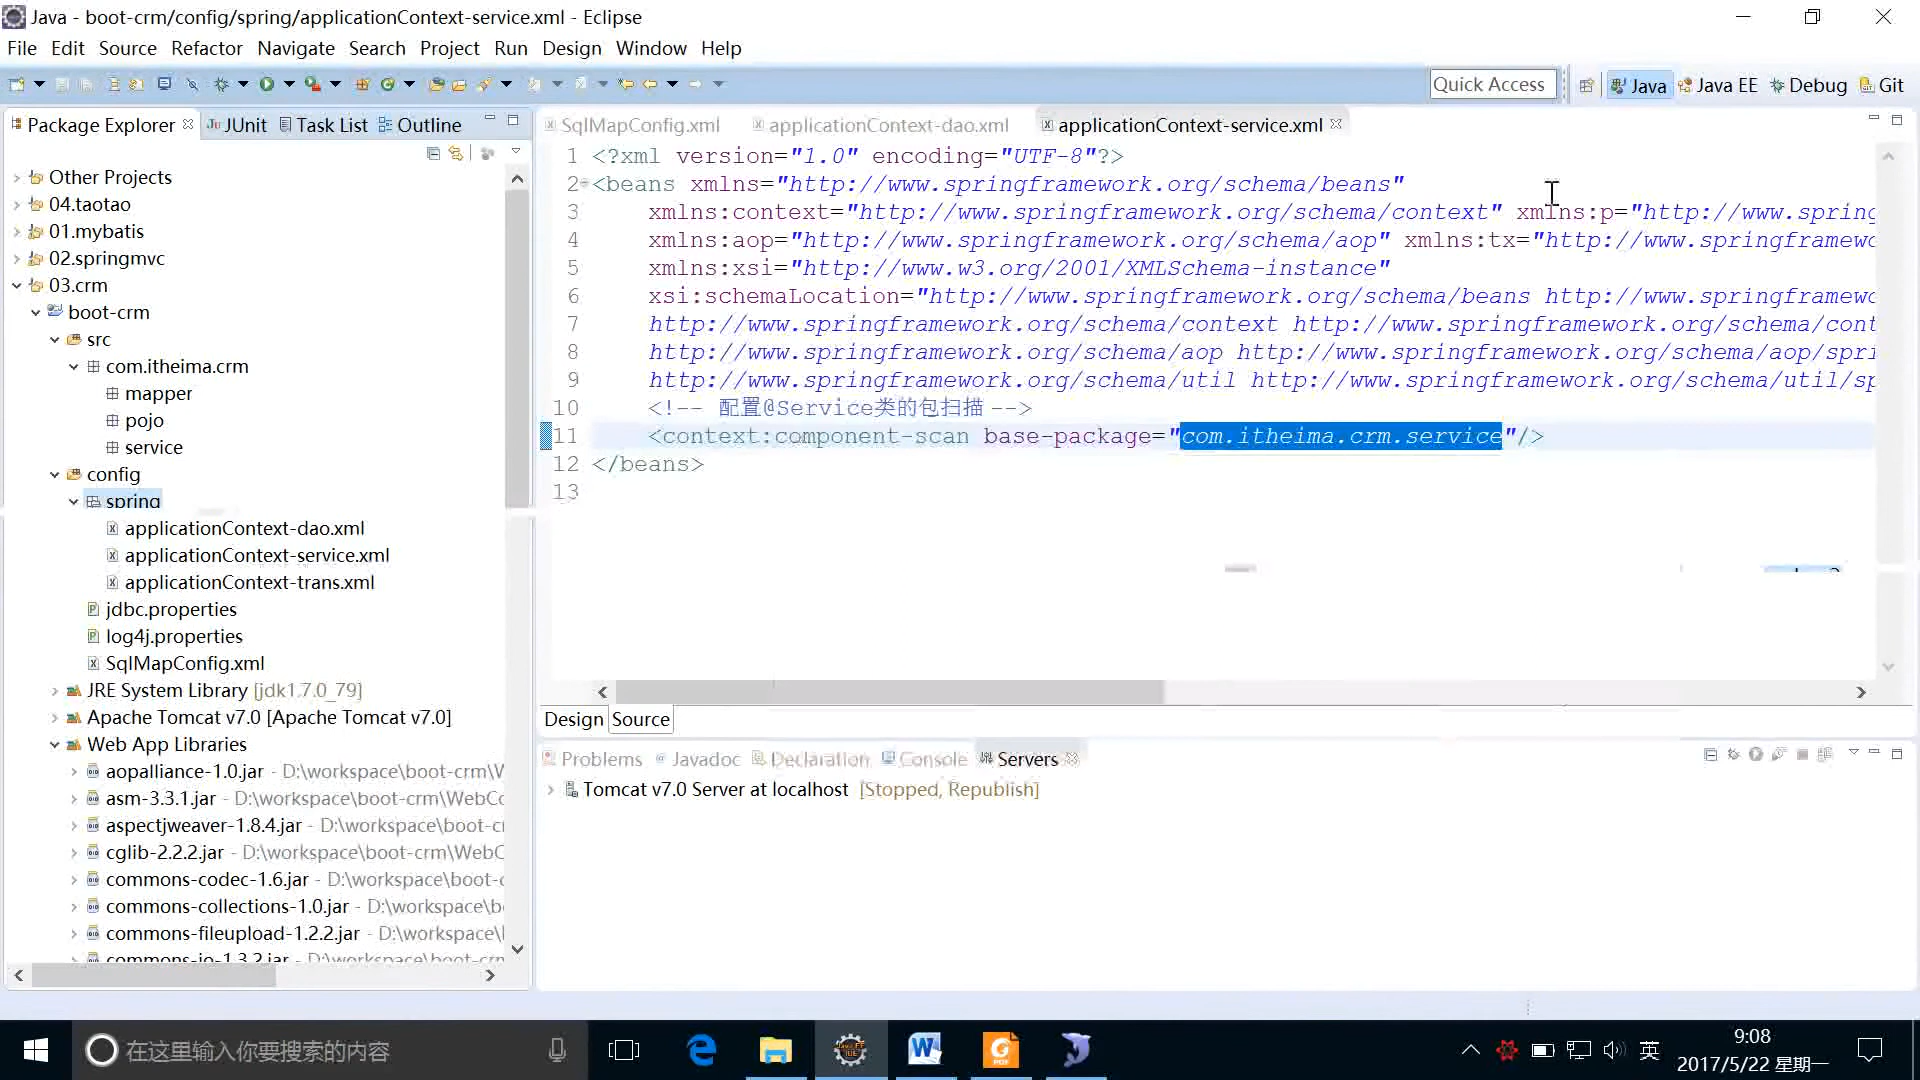 Java - boot-crm/config/spring/applicationContext-service.xml - Eclipse
File Edit Source Refactor Navigate Search Project Run Design Window Help
Quick Access Java Java EE Debug Git
Package Explorer JUnit Task List Outline
SqlMapConfig.xml applicationContext-dao.xml applicationContext-service.xml
Other Projects
04.taotao
01.mybatis
02.springmvc
03.crm
boot-crm
src
com.itheima.crm
mapper
pojo
service
config
spring
applicationContext-dao.xml
applicationContext-service.xml
applicationContext-trans.xml
jdbc.properties
log4j.properties
SqlMapConfig.xml
JRE System Library [jdk1.7.0_79]
Apache Tomcat v7.0 [Apache Tomcat v7.0]
Web App Libraries
aopalliance-1.0.jar - D:\workspace\boot-crm\W
asm-3.3.1.jar - D:\workspace\boot-crm\WebCo
aspectjweaver-1.8.4.jar - D:\workspace\boot-cr
cglib-2.2.2.jar - D:\workspace\boot-crm\WebC
commons-codec-1.6.jar - D:\workspace\boot-c
commons-collections-1.0.jar - D:\workspace\b
commons-fileupload-1.2.2.jar - D:\workspace\
commons-io-1.3.2.jar - D:\workspace\boot-crm
1 <?xml version="1.0" encoding="UTF-8"?>
2 <beans xmlns="http://www.springframework.org/schema/beans"
3 xmlns:context="http://www.springframework.org/schema/context" xmlns:p="http://www.spring
4 xmlns:aop="http://www.springframework.org/schema/aop" xmlns:tx="http://www.springframewo
5 xmlns:xsi="http://www.w3.org/2001/XMLSchema-instance"
6 xsi:schemaLocation="http://www.springframework.org/schema/beans http://www.springframewo
7 http://www.springframework.org/schema/context http://www.springframework.org/schema/cont
8 http://www.springframework.org/schema/aop http://www.springframework.org/schema/aop/spri
9 http://www.springframework.org/schema/util http://www.springframework.org/schema/util/sp
10 <!-- 配置@Service类的包扫描 -->
11 <context:component-scan base-package="com.itheima.crm.service"/>
12 </beans>
13
Design Source
Problems Javadoc Declaration Console Servers
Tomcat v7.0 Server at localhost [Stopped, Republish]
在这里输入你要搜索的内容
英
9:08
2017/5/22 星期一